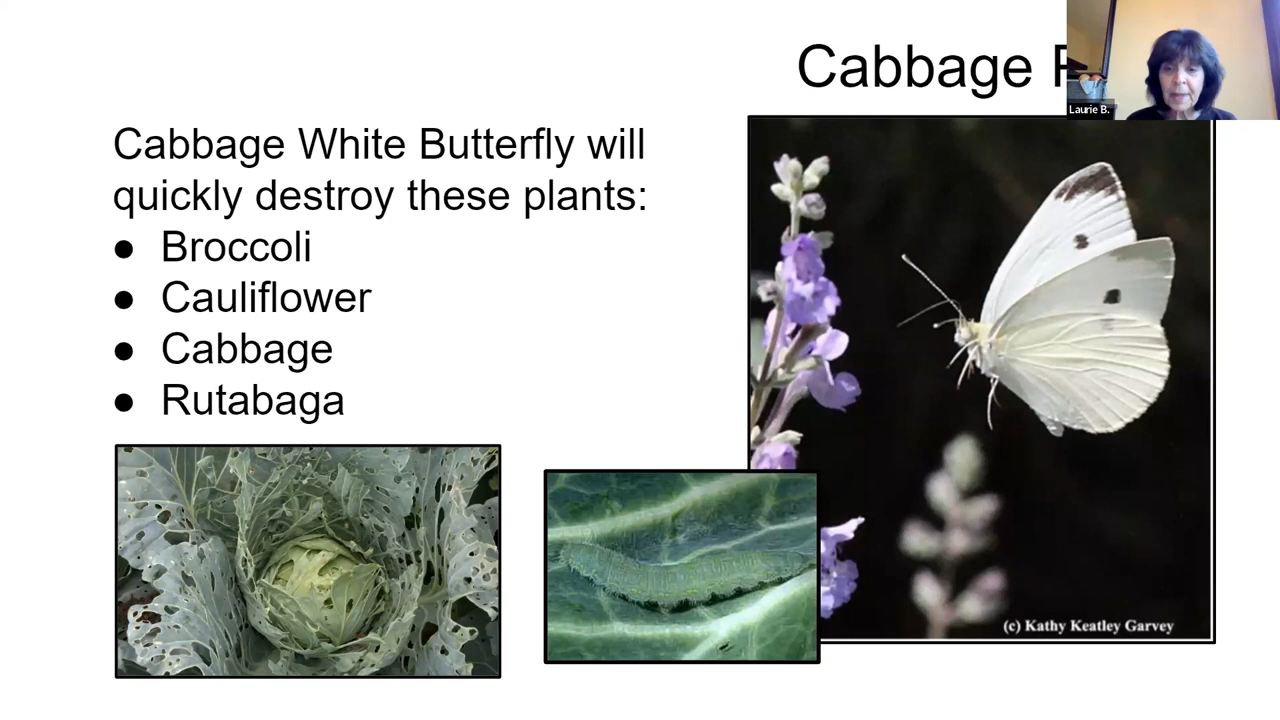 Cabbage
Laurie B.
Cabbage White Butterfly will
quickly destroy these plants:
● Broccoli
● Cauliflower
● Cabbage
● Rutabaga
(c) Kathy Keatley Garvey